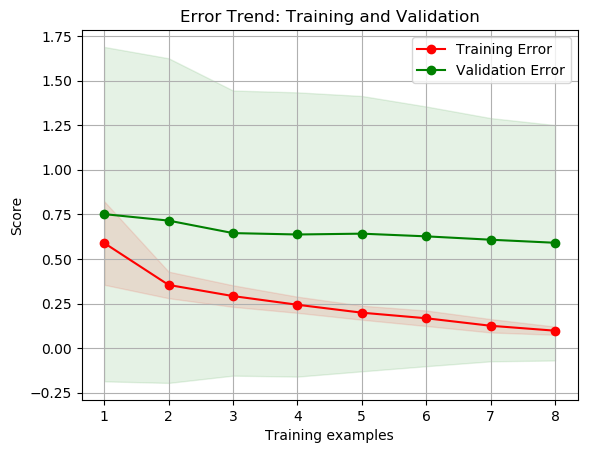 Error Trend: Training and Validation
Training Error
Validation Error
1.75
1.50
1.25
1.00
0.75
0.50
0.25
0.00
−0.25
Score
1 2 3 4 5 6 7 8
Training examples